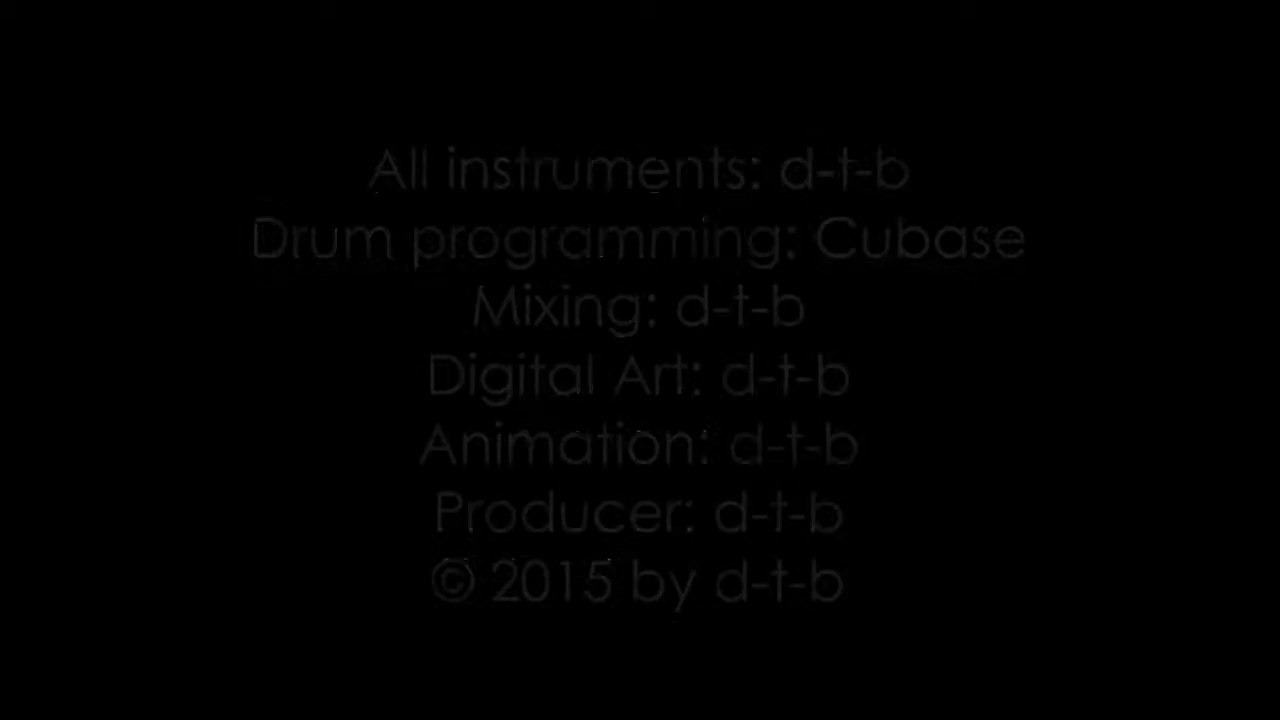 All instruments: d-t-b
Drum programming: Cubase
Mixing: d-t-b
Digital Art: d-t-b
Animation: d-t-b
Producer: d-t-b
© 2015 by d-t-b